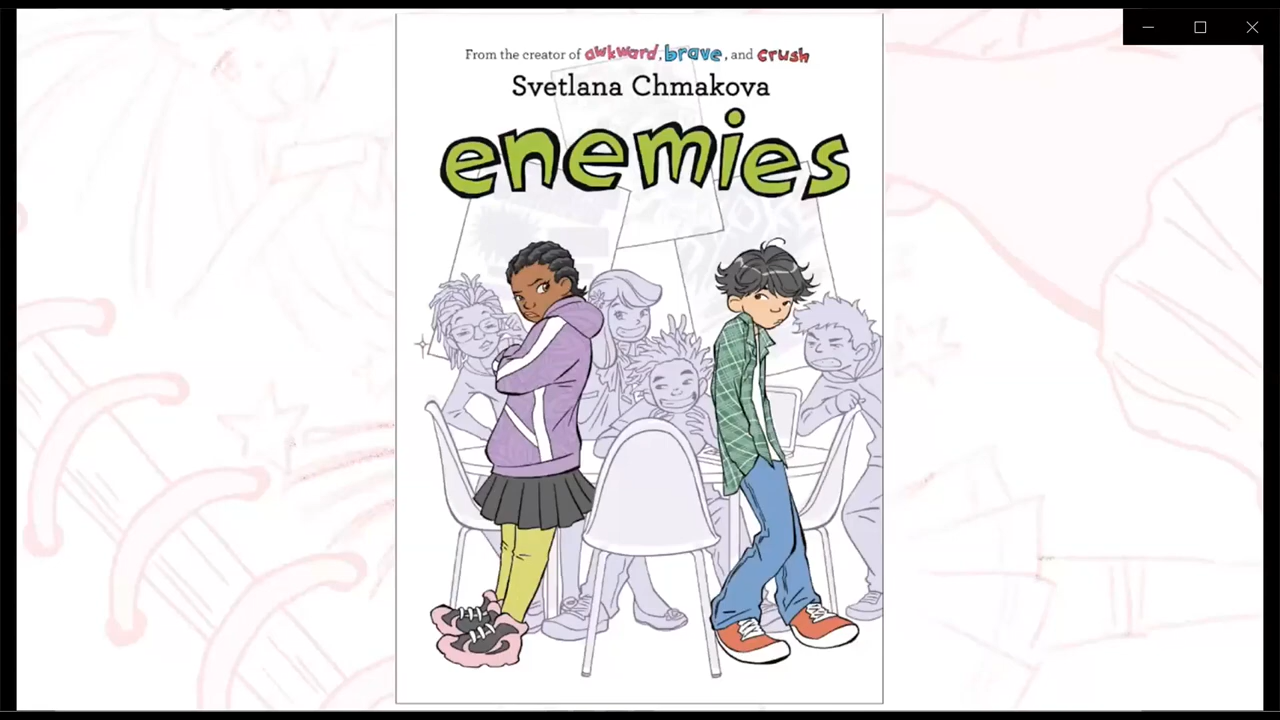 From the creator of awkward, brave, and crush
Svetlana Chmakova
enemies